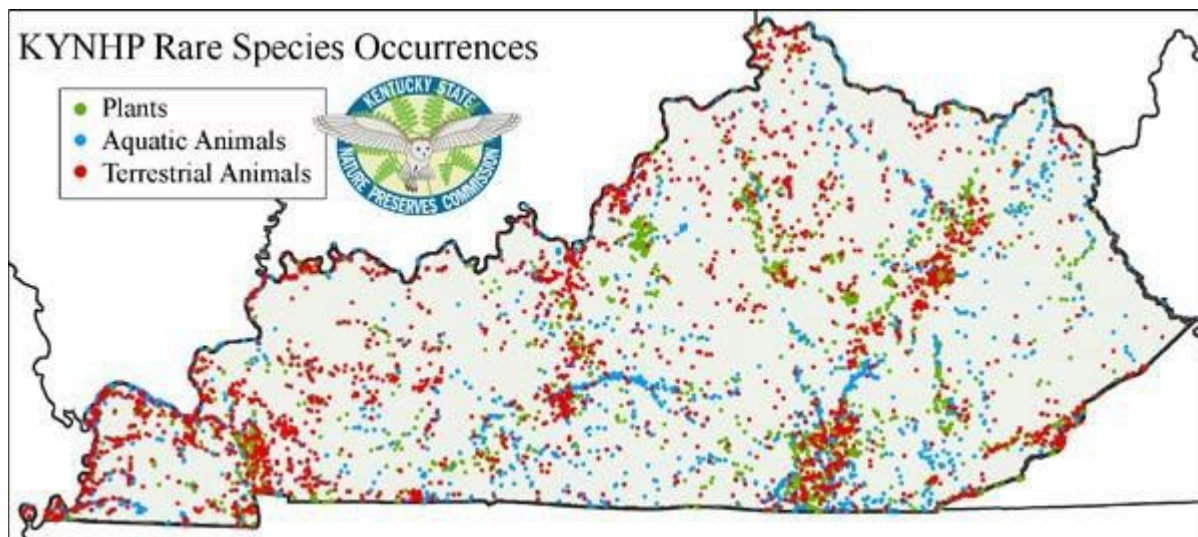 KYNHP Rare Species Occurrences
Plants
Aquatic Animals
Terrestrial Animals
KENTUCKY STATE
NATURE PRESERVES COMMISSION